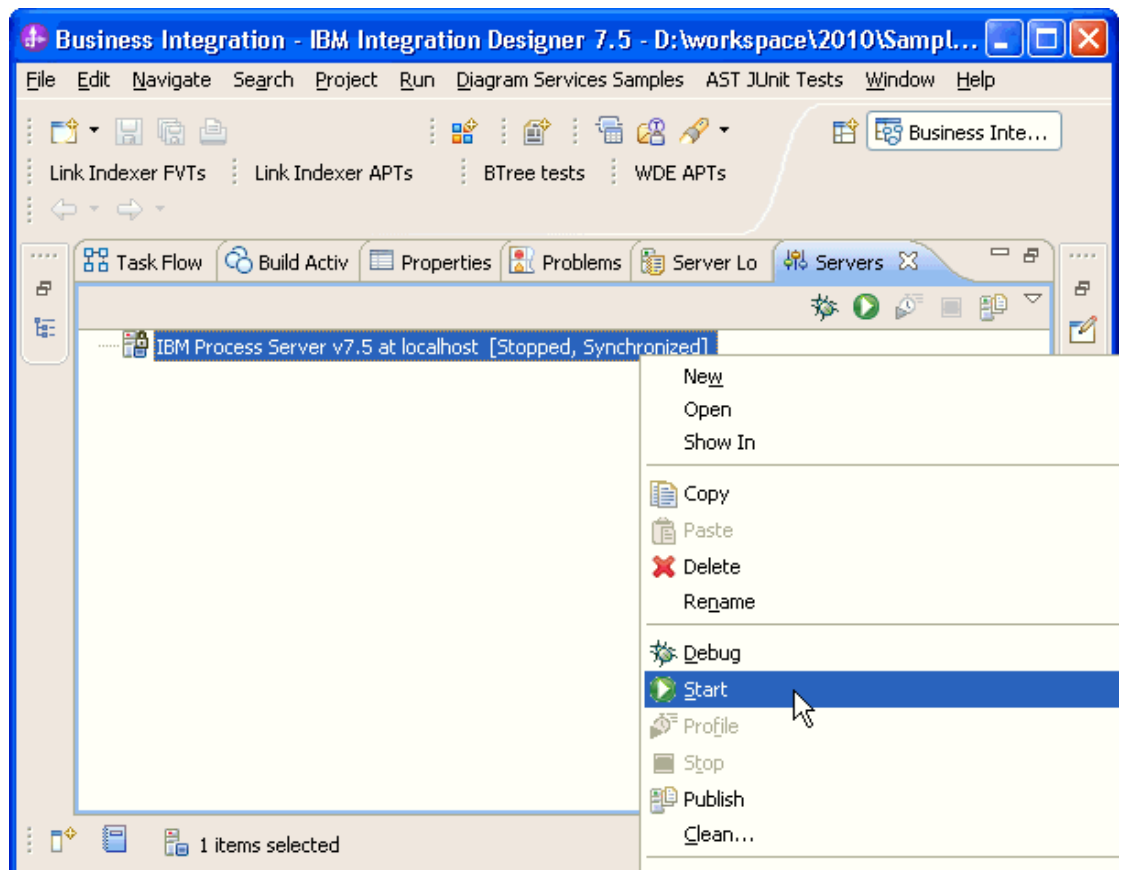 Business Integration - IBM Integration Designer 7.5 - D:\workspace\2010\Sampl...
File Edit Navigate Search Project Run Diagram Services Samples AST JUnit Tests Window Help
Business Inte...
Link Indexer FVTs Link Indexer APTs BTree tests WDE APTs
Task Flow Build Activ Properties Problems Server Lo Servers
IBM Process Server v7.5 at localhost [Stopped, Synchronized]
New
Open
Show In
Copy
Paste
Delete
Rename
Debug
Start
Profile
Stop
Publish
Clean...
1 items selected